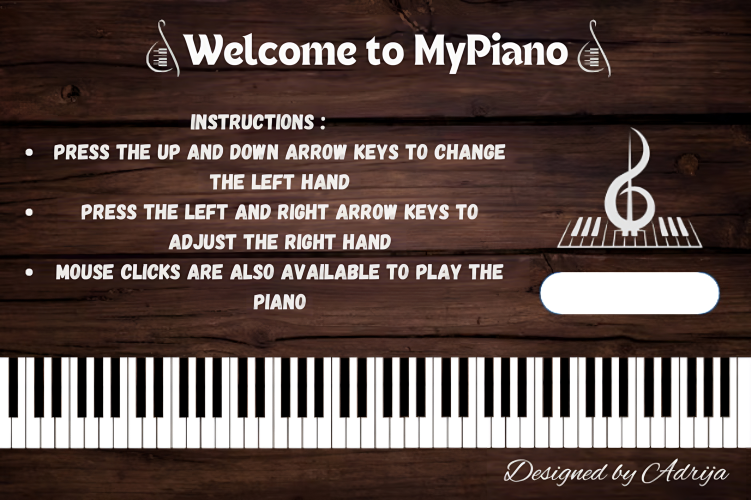 Welcome to MyPiano
INSTRUCTIONS :
• PRESS THE UP AND DOWN ARROW KEYS TO CHANGE
THE LEFT HAND
• PRESS THE LEFT AND RIGHT ARROW KEYS TO
ADJUST THE RIGHT HAND
• MOUSE CLICKS ARE ALSO AVAILABLE TO PLAY THE
PIANO
Designed by Adrija